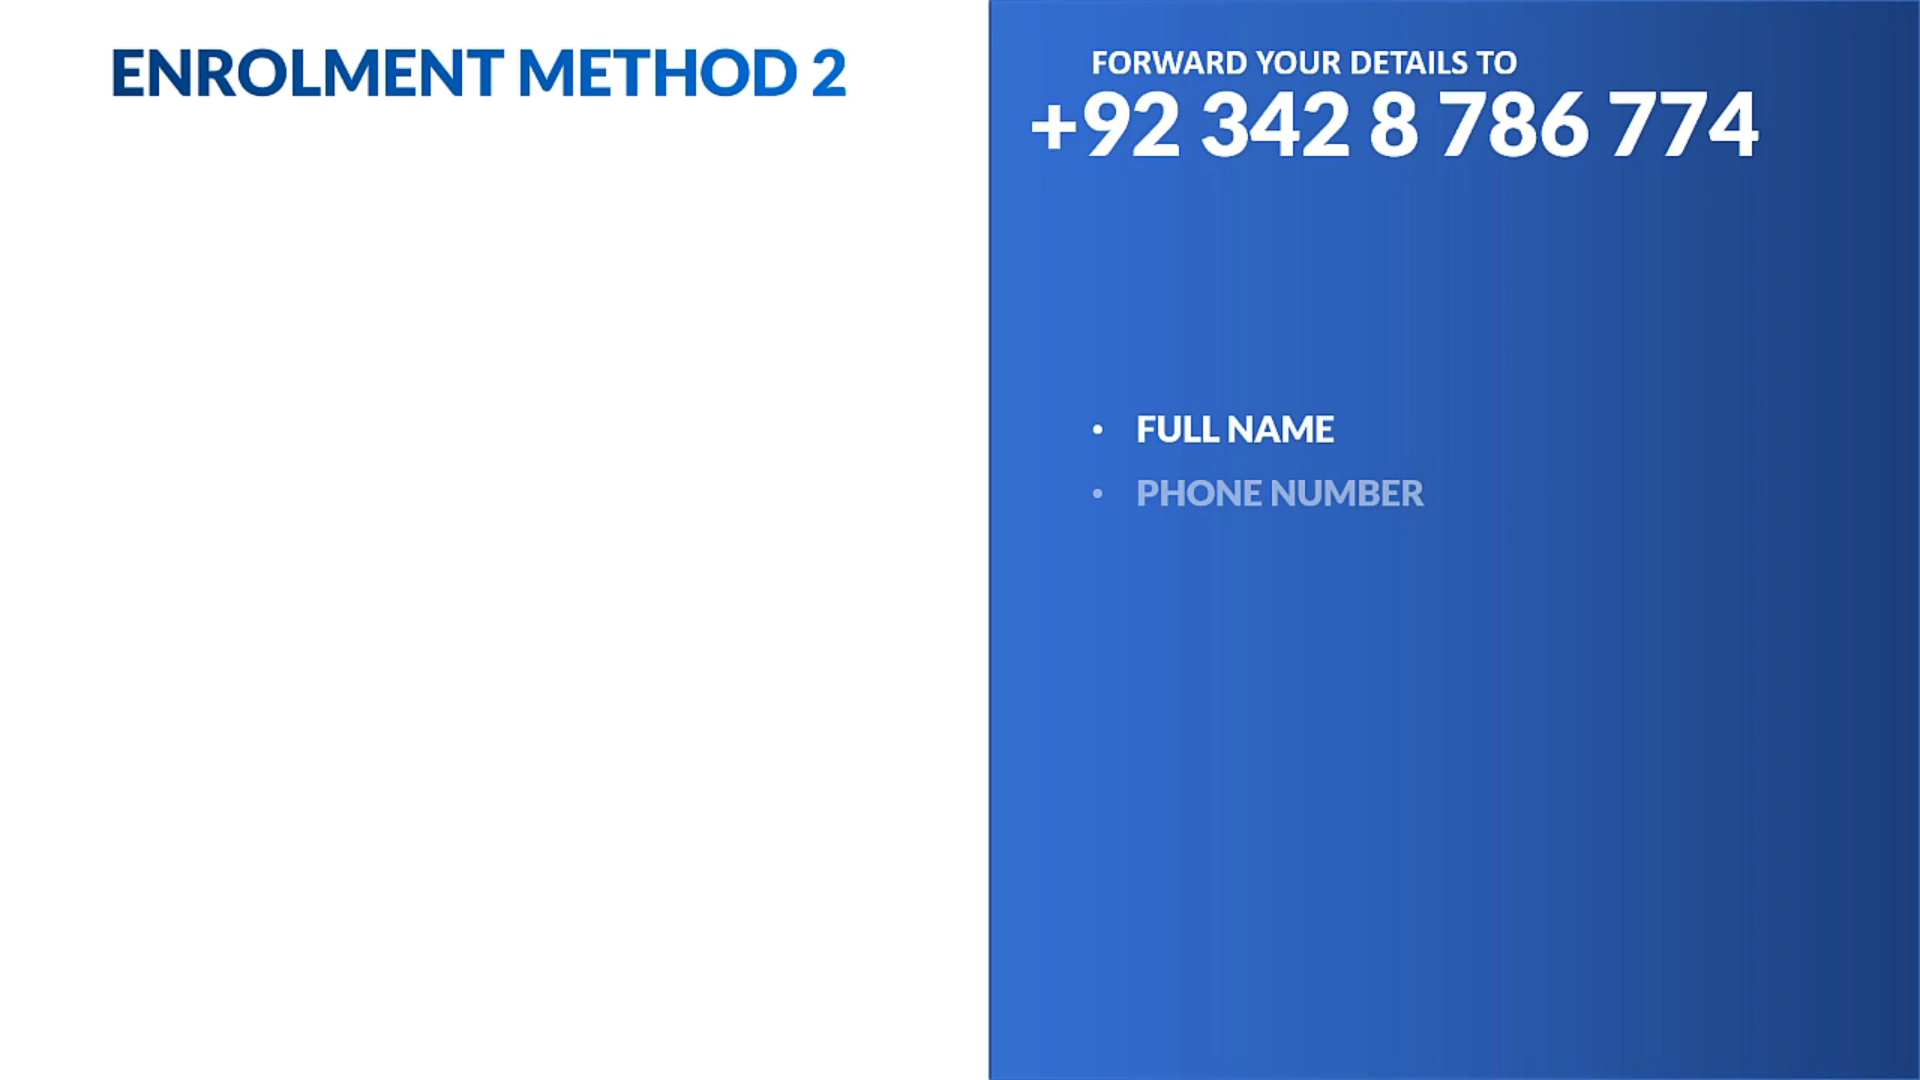 ENROLMENT METHOD 2
FORWARD YOUR DETAILS TO
+92 342 8 786 774
• FULL NAME
• PHONE NUMBER